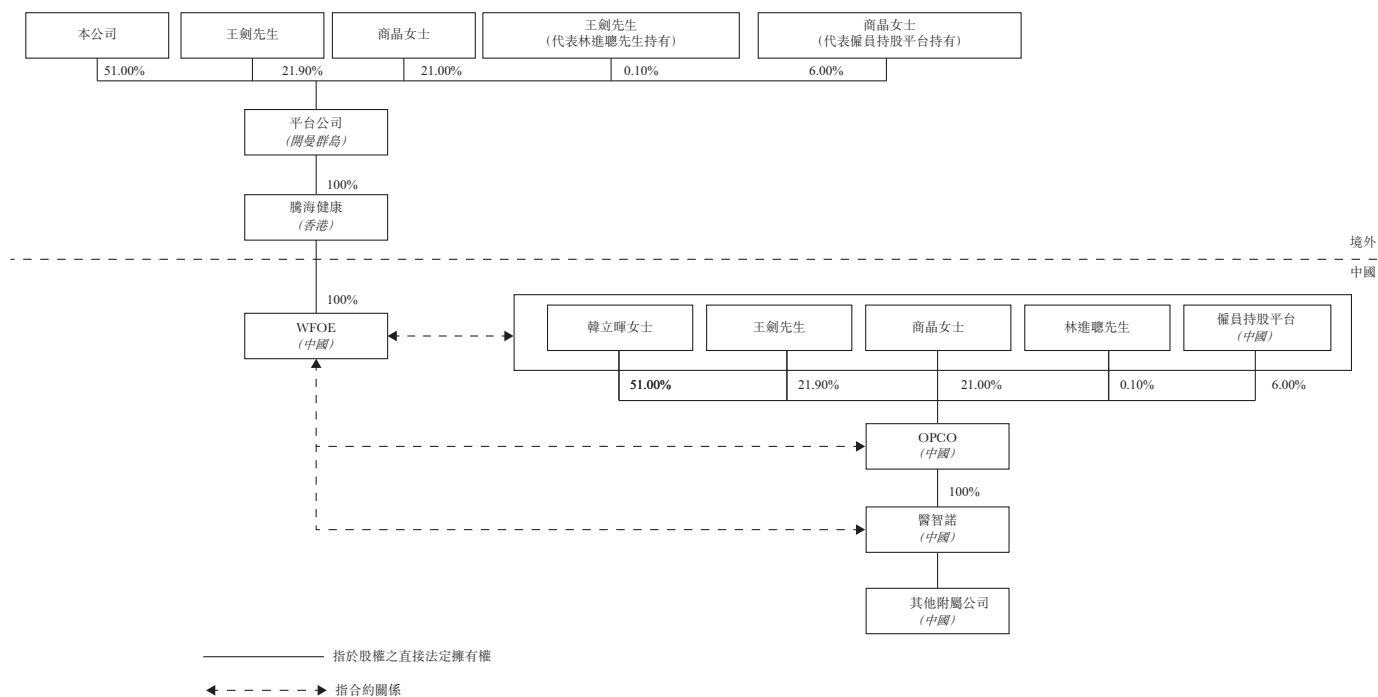 本公司
王劍先生
商晶女士
王劍先生
（代表林進聰先生持有）
商晶女士
（代表僱員持股平台持有）
51.00%
21.90%
21.00%
0.10%
6.00%
平台公司
（開曼群島）
100%
騰海健康
（香港）
境外
中國
100%
WFOE
（中國）
韓立暉女士
王劍先生
商晶女士
林進聰先生
僱員持股平台
（中國）
51.00%
21.90%
21.00%
0.10%
6.00%
OPCO
（中國）
100%
醫智諾
（中國）
其他附屬公司
（中國）
指於股權之直接法定擁有權
指合約關係